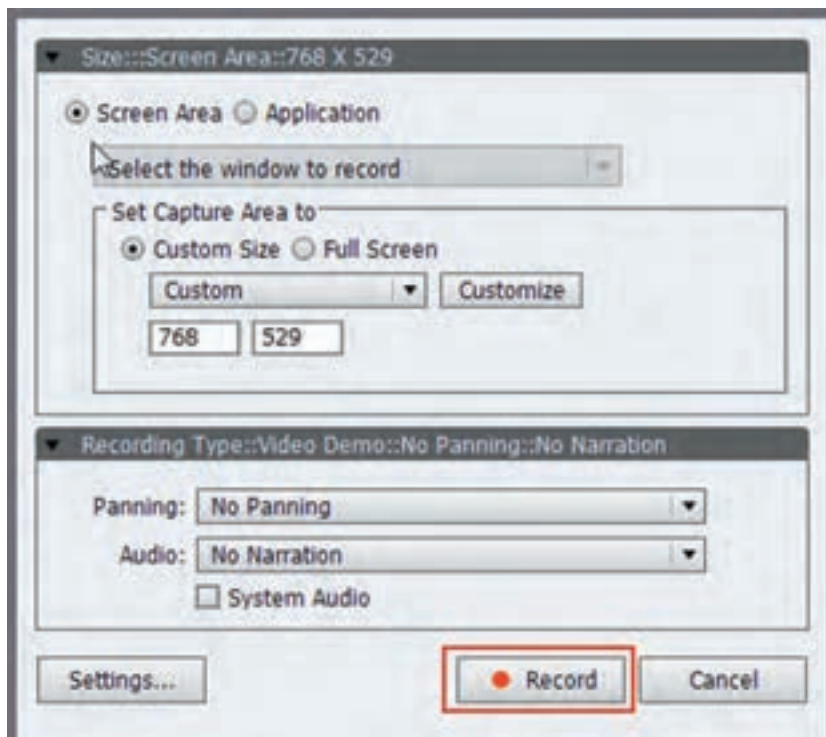 Size:::Screen Area::768 X 529
Screen Area Application
Select the window to record
Set Capture Area to
Custom Size Full Screen
Custom Customize
768 529
Recording Type::Video Demo::No Panning::No Narration
Panning: No Panning
Audio: No Narration
System Audio
Settings... Record Cancel